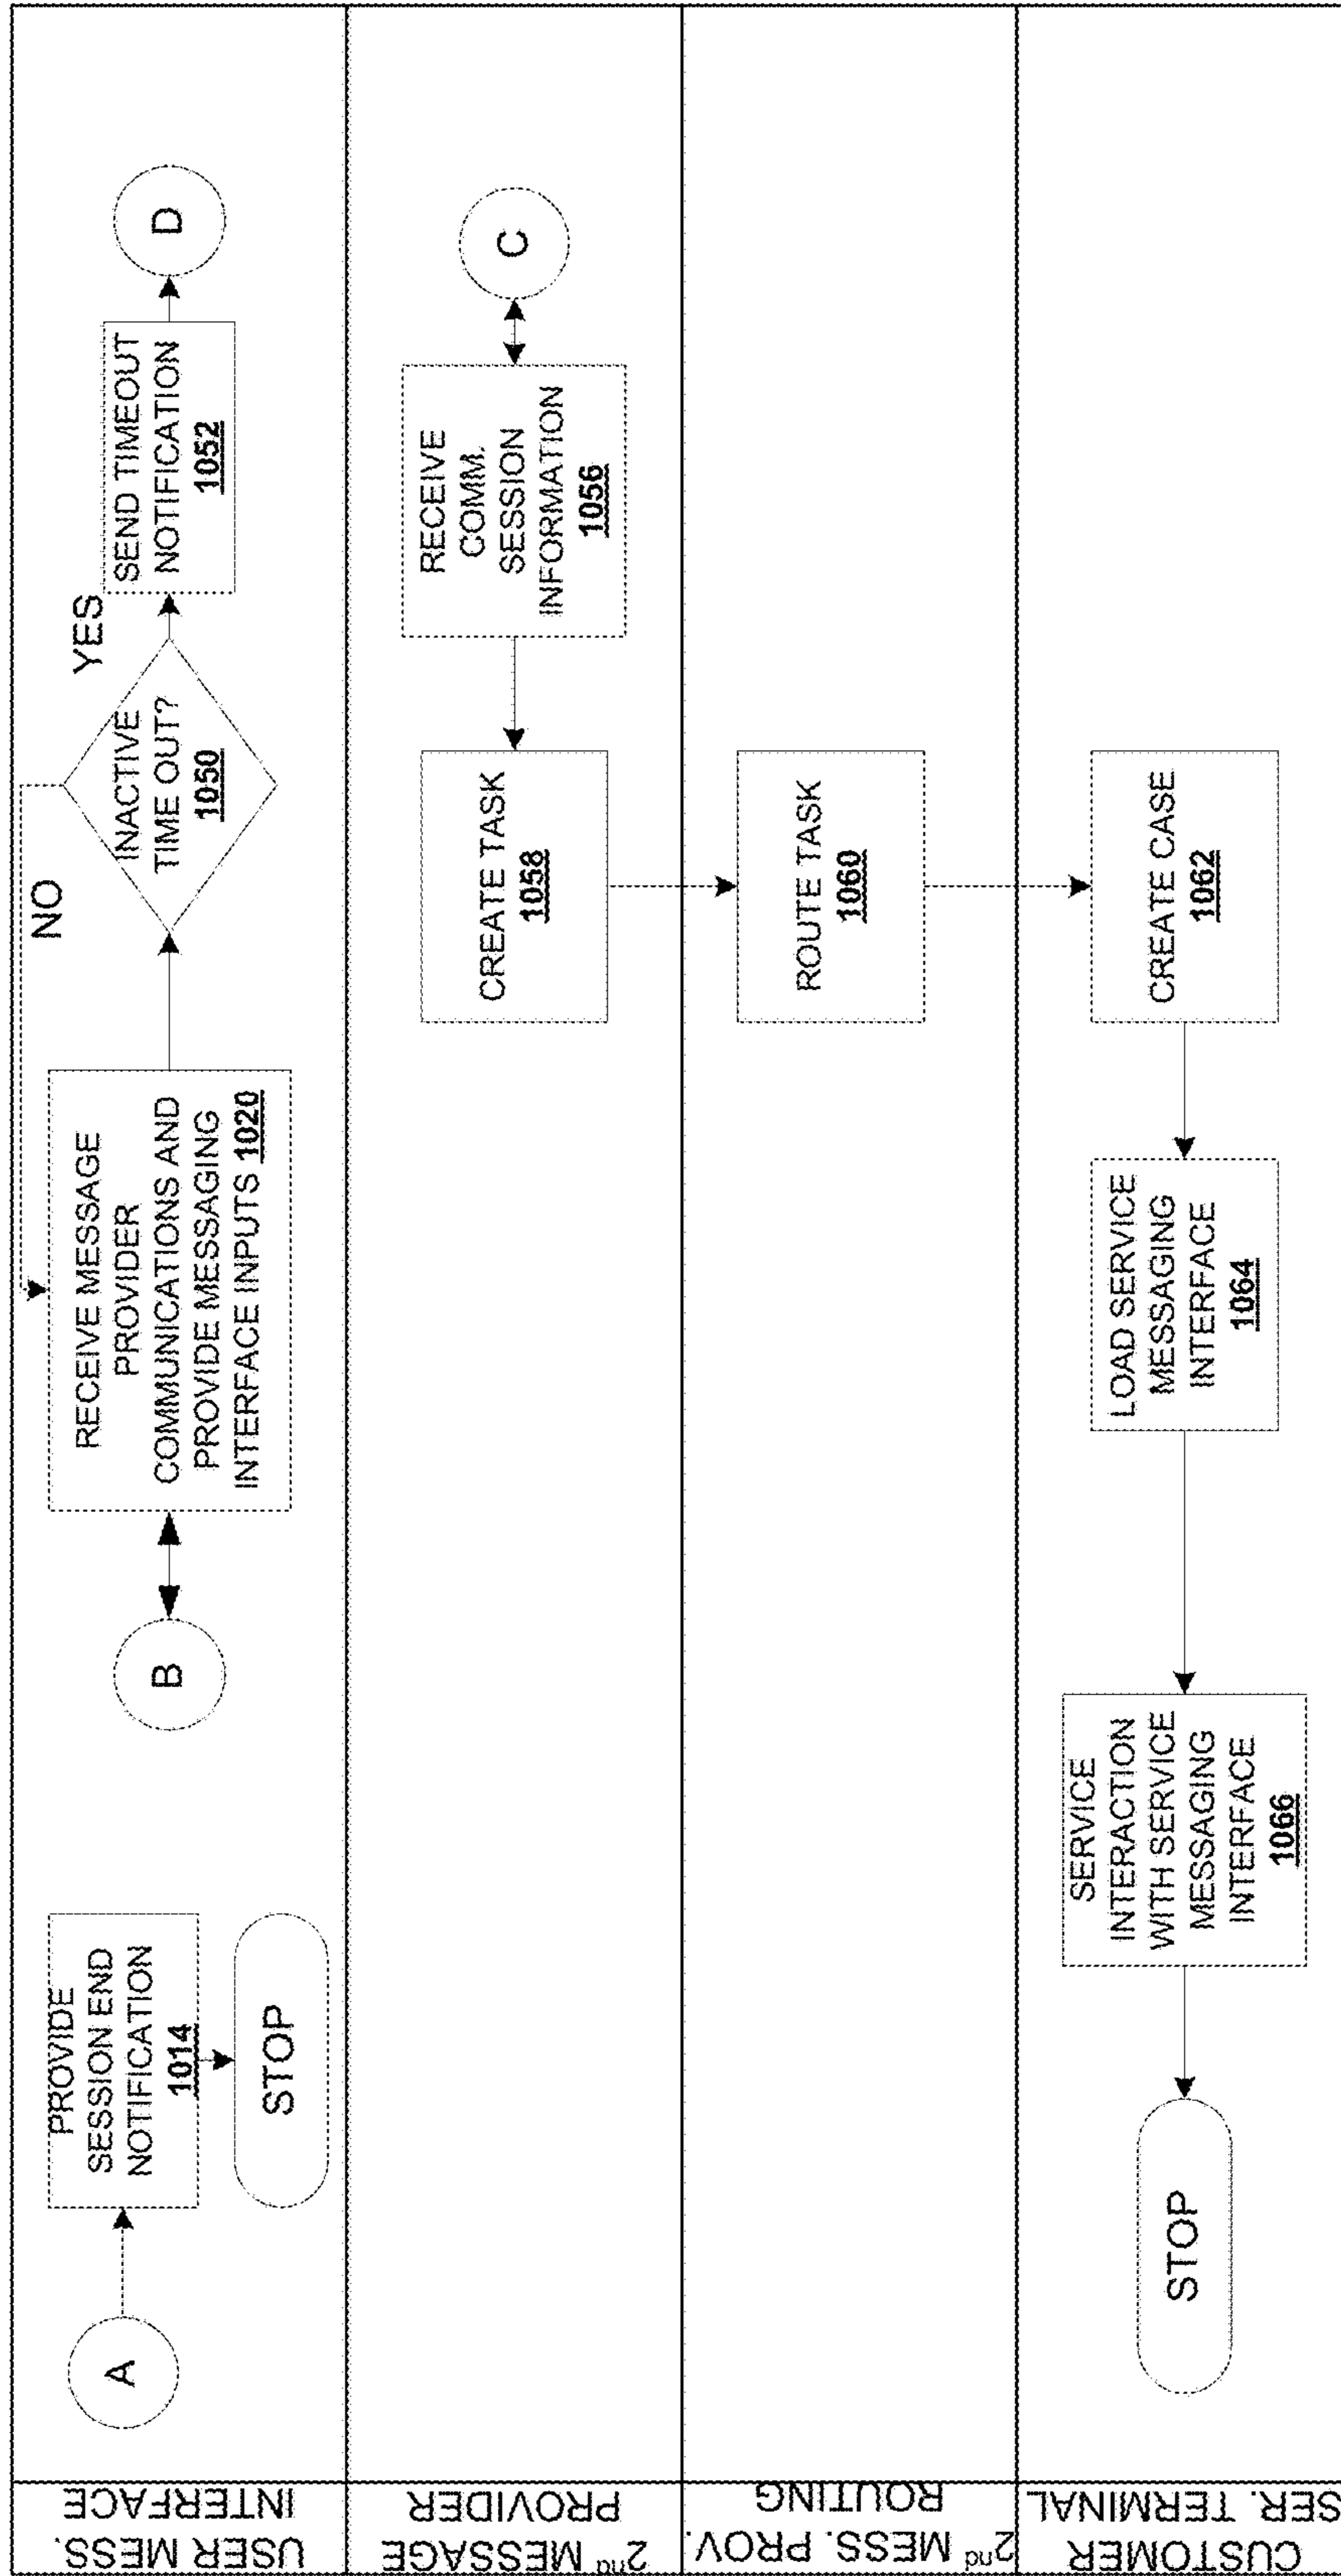 USER MESS.
INTERFACE
A
PROVIDE
SESSION END
NOTIFICATION
1014
STOP
B
RECEIVE MESSAGE
PROVIDER
COMMUNICATIONS AND
PROVIDE MESSAGING
INTERFACE INPUTS 1020
NO
INACTIVE
TIME OUT?
1050
YES
SEND TIMEOUT
NOTIFICATION
1052
D
2nd MESSAGE
PROVIDER
CREATE TASK
1058
RECEIVE
COMM.
SESSION
INFORMATION
1056
C
2nd MESS. PROV.
ROUTING
ROUTE TASK
1060
CUSTOMER
SER. TERMINAL
STOP
SERVICE
INTERACTION
WITH SERVICE
MESSAGING
INTERFACE
1066
LOAD SERVICE
MESSAGING
INTERFACE
1064
CREATE CASE
1062